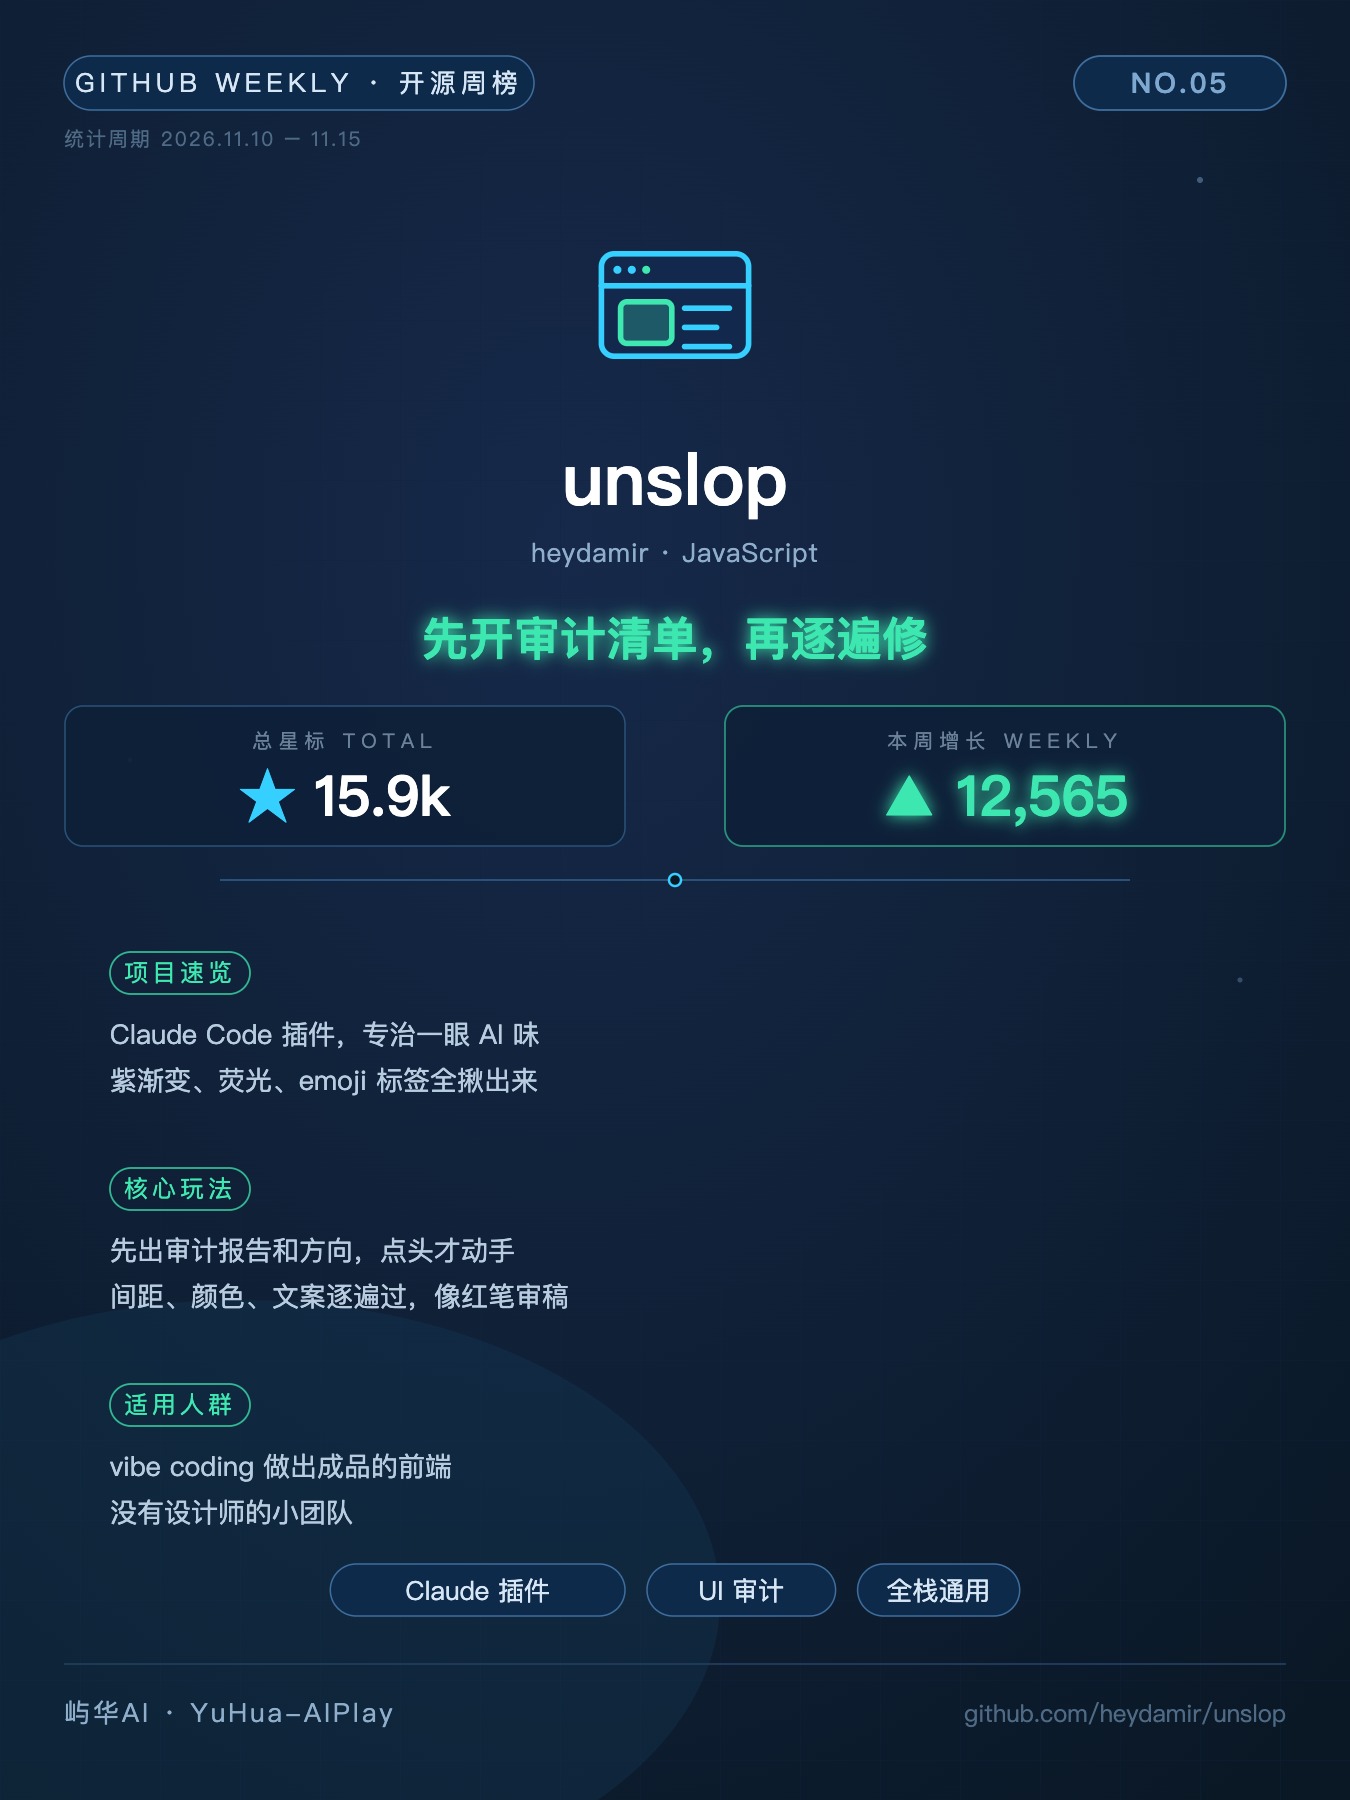 GITHUB WEEKLY · 开源周榜
NO.05
统计周期 2026.11.10 — 11.15
unslop
heydamir · JavaScript
先开审计清单，再逐遍修
总星标 TOTAL
★ 15.9k
本周增长 WEEKLY
▲ 12,565
项目速览
Claude Code 插件，专治一眼 AI 味
紫渐变、荧光、emoji 标签全揪出来
核心玩法
先出审计报告和方向，点头才动手
间距、颜色、文案逐遍过，像红笔审稿
适用人群
vibe coding 做出成品的前端
没有设计师的小团队
Claude 插件
UI 审计
全栈通用
屿华AI · YuHua-AIPlay
github.com/heydamir/unslop